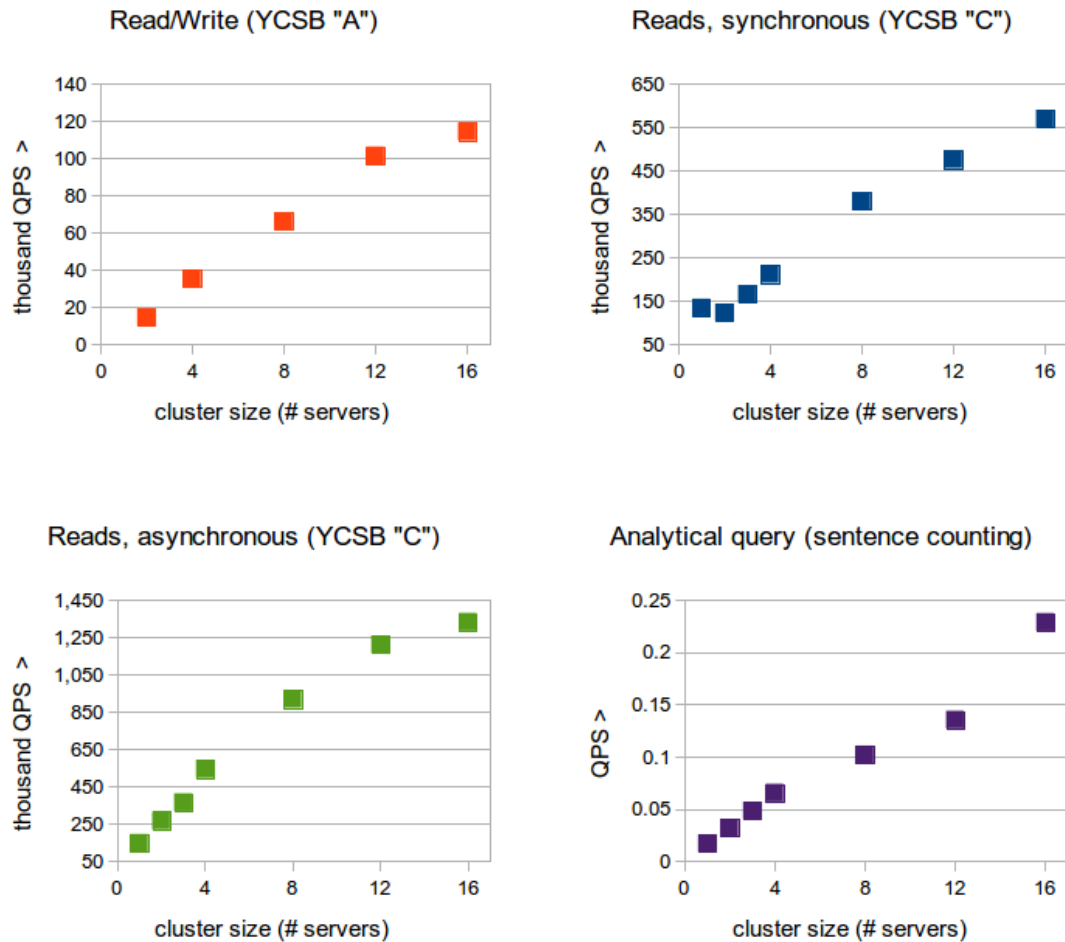 Read/Write (YCSB "A")
140
120
100
80
60
40
20
0
0 4 8 12 16
thousand QPS >
cluster size (# servers)
Reads, synchronous (YCSB "C")
650
550
450
350
250
150
50
0 4 8 12 16
thousand QPS >
cluster size (# servers)
Reads, asynchronous (YCSB "C")
1,450
1,250
1,050
850
650
450
250
50
0 4 8 12 16
thousand QPS >
cluster size (# servers)
Analytical query (sentence counting)
0.25
0.2
0.15
0.1
0.05
0
0 4 8 12 16
QPS >
cluster size (# servers)